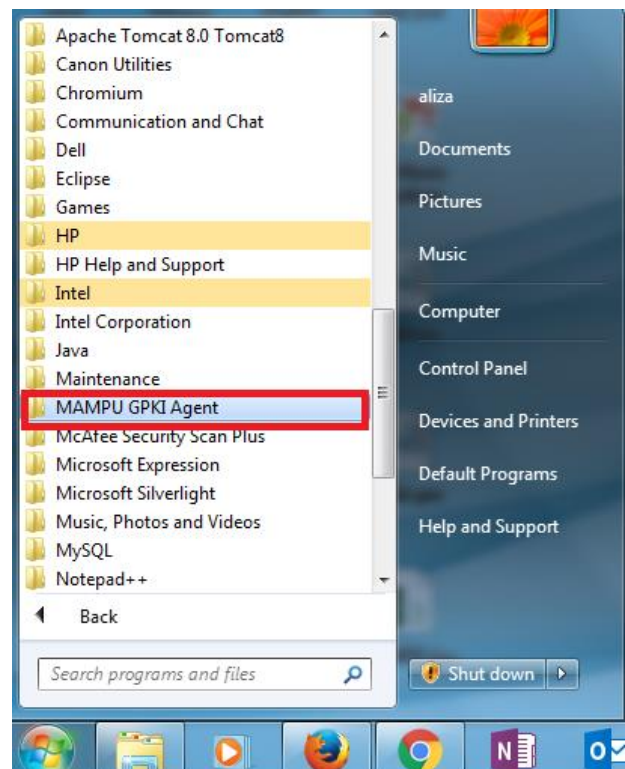 Apache Tomcat 8.0 Tomcat8
Canon Utilities
Chromium
Communication and Chat
Dell
Eclipse
Games
HP
HP Help and Support
Intel
Intel Corporation
Java
Maintenance
MAMPU GPKI Agent
McAfee Security Scan Plus
Microsoft Expression
Microsoft Silverlight
Music, Photos and Videos
MySQL
Notepad++
Back
Search programs and files
aliza
Documents
Pictures
Music
Computer
Control Panel
Devices and Printers
Default Programs
Help and Support
Shut down
N
O